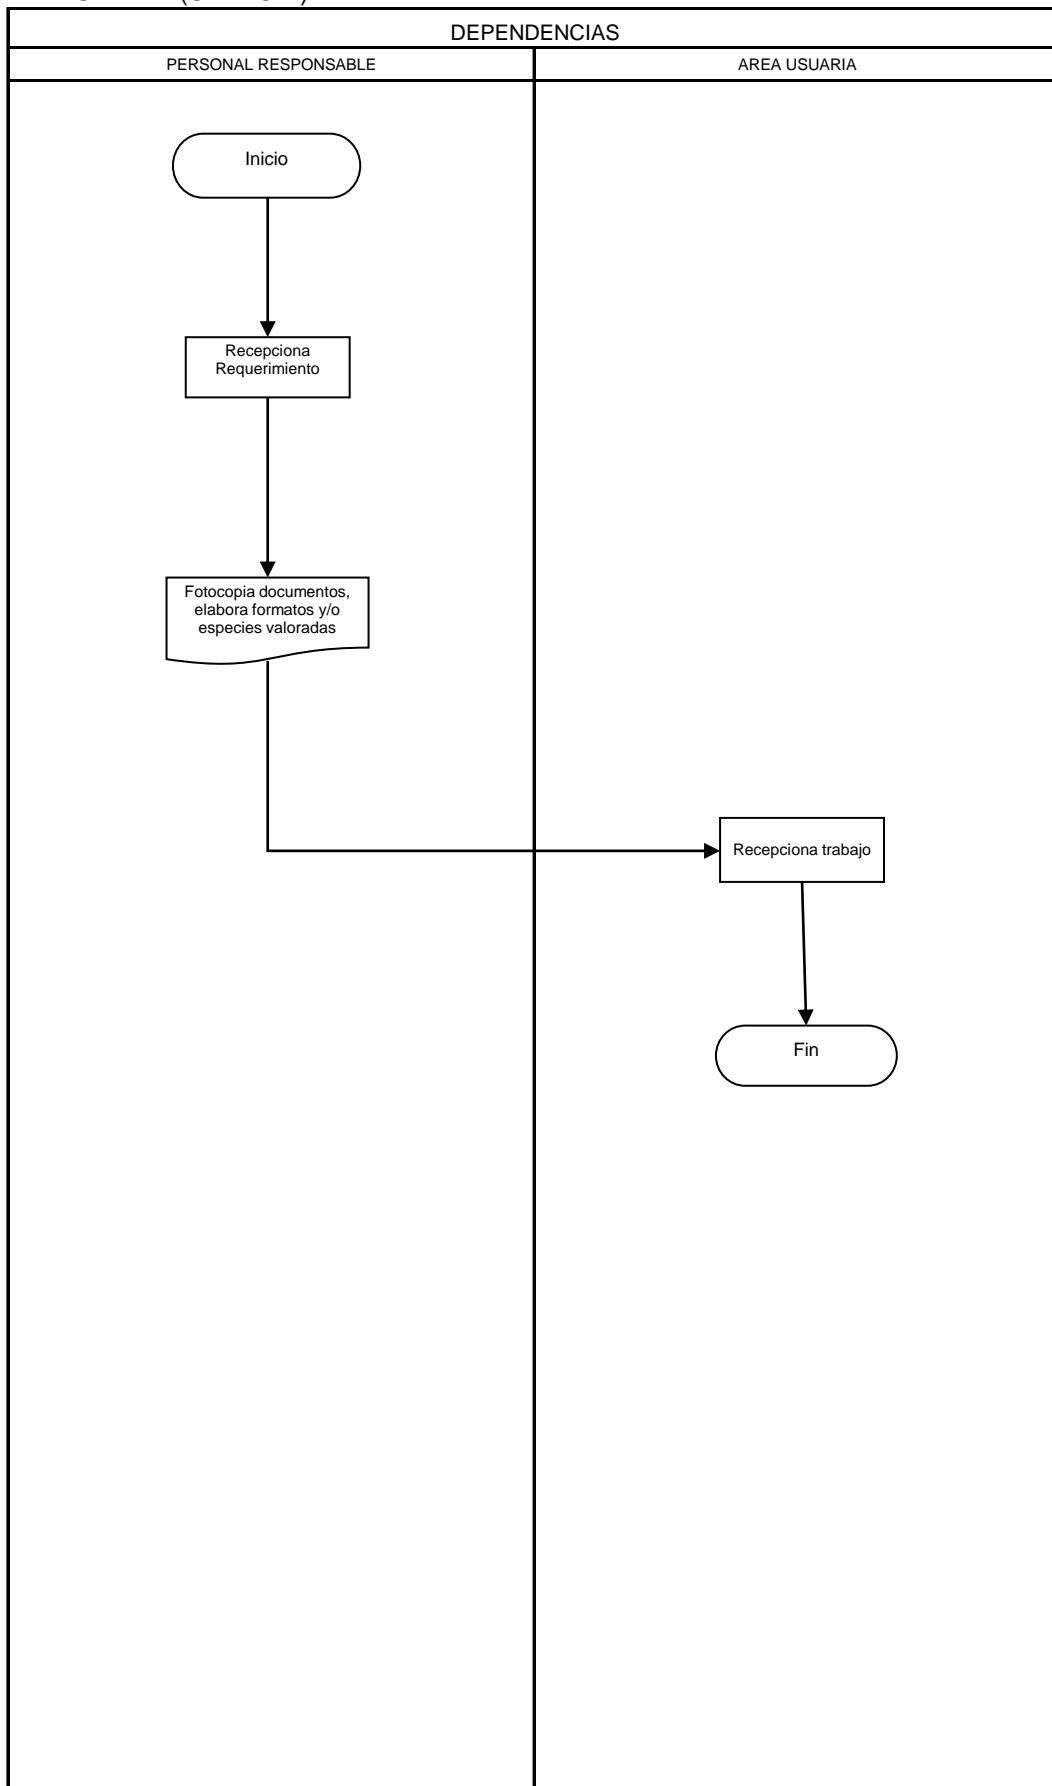 DEPENDENCIAS
PERSONAL RESPONSABLE
AREA USUARIA
Inicio
Recepciona
Requerimiento
Fotocopia documentos,
elabora formatos y/o
especies valoradas
Recepciona trabajo
Fin